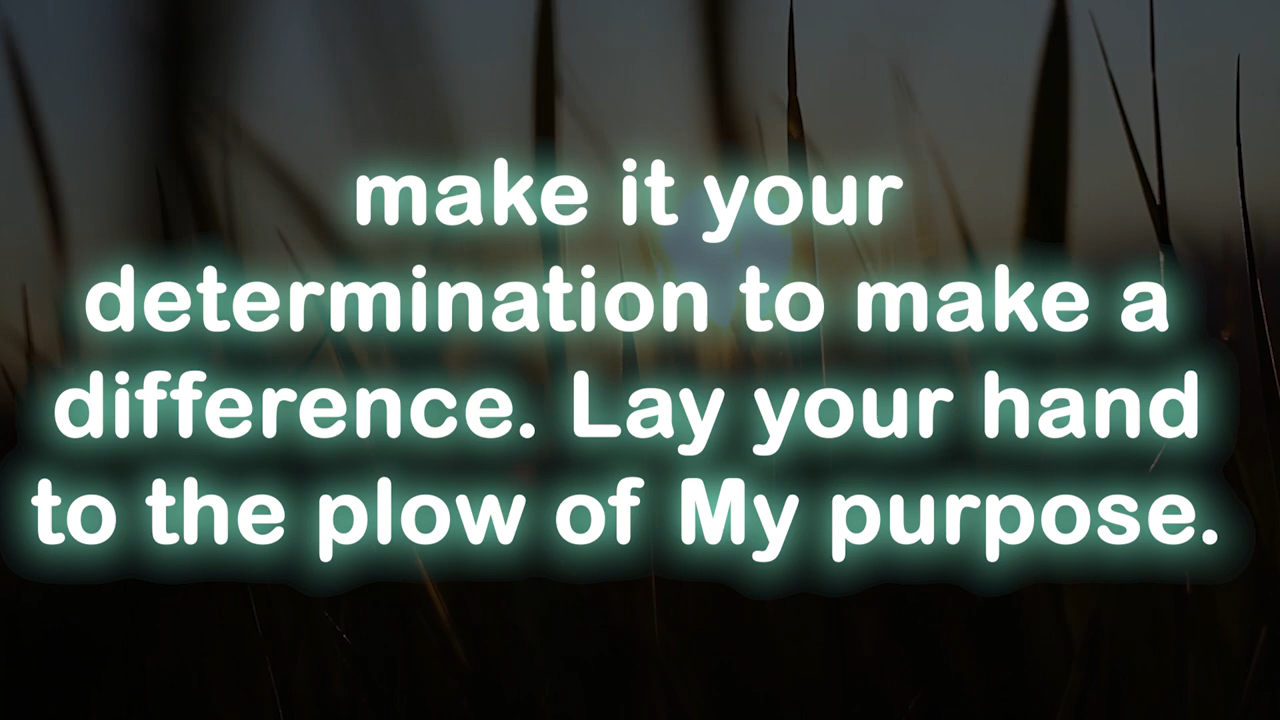 make it your
determination to make a
difference. Lay your hand
to the plow of My purpose.